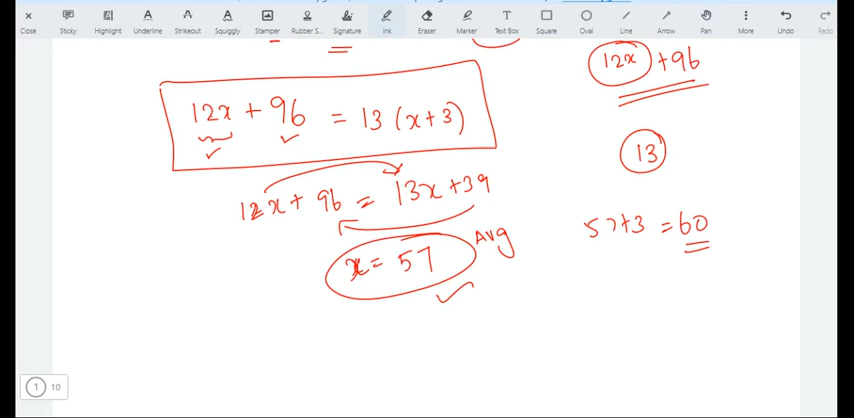 Close Sticky Highlight Underline Strikeout Squiggly Stamper Rubber S... Signature Ink Eraser Marker Text Square Oval Line Arrow Pan More Undo Redo
12x + 96
12x + 96 = 13 (x+3)
13
12x + 96 = 13x + 39
57+3 = 60
x = 57 Avg
1 10